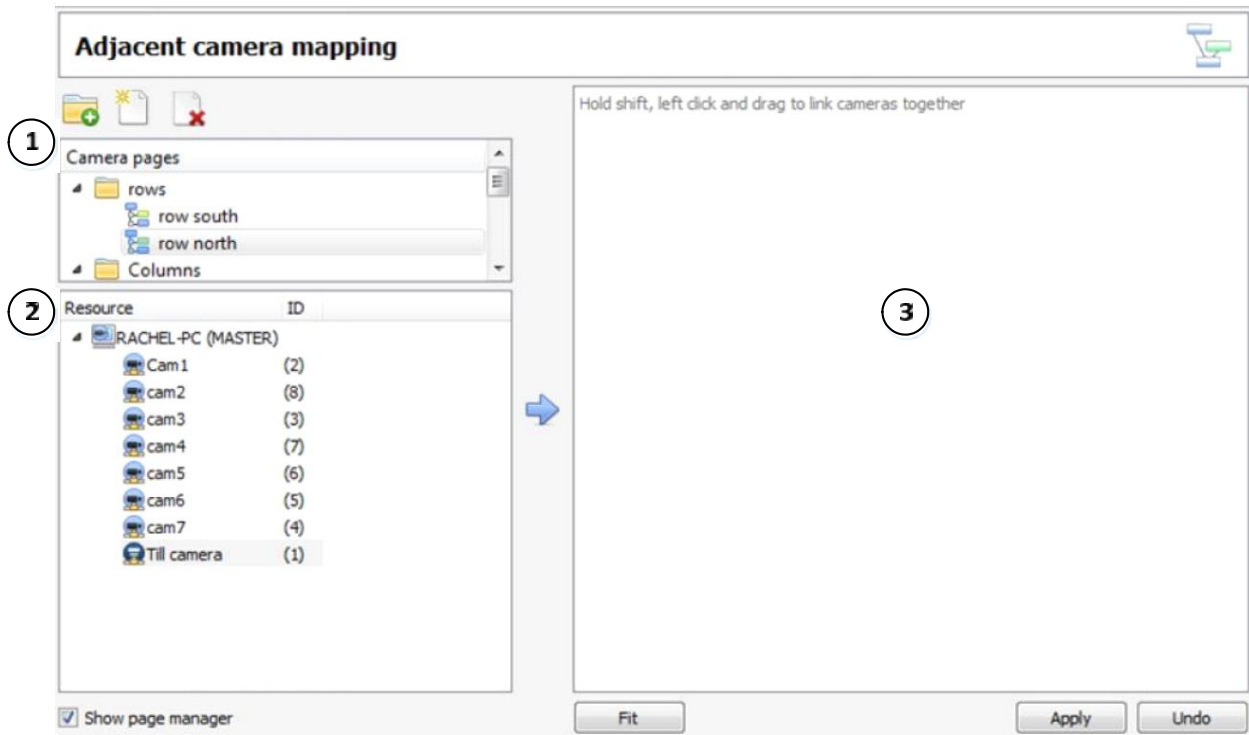 Adjacent camera mapping
Hold shift, left click and drag to link cameras together
1
Camera pages
rows
row south
row north
Columns
2
Resource ID
RACHEL-PC (MASTER)
Cam1 (2)
cam2 (8)
cam3 (3)
cam4 (7)
cam5 (6)
cam6 (5)
cam7 (4)
Till camera (1)
3
Show page manager
Fit
Apply
Undo